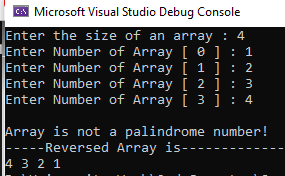 Microsoft Visual Studio Debug Console
Enter the size of an array : 4
Enter Number of Array [ 0 ] : 1
Enter Number of Array [ 1 ] : 2
Enter Number of Array [ 2 ] : 3
Enter Number of Array [ 3 ] : 4
Array is not a palindrome number!
-----Reversed Array is-------------
4 3 2 1